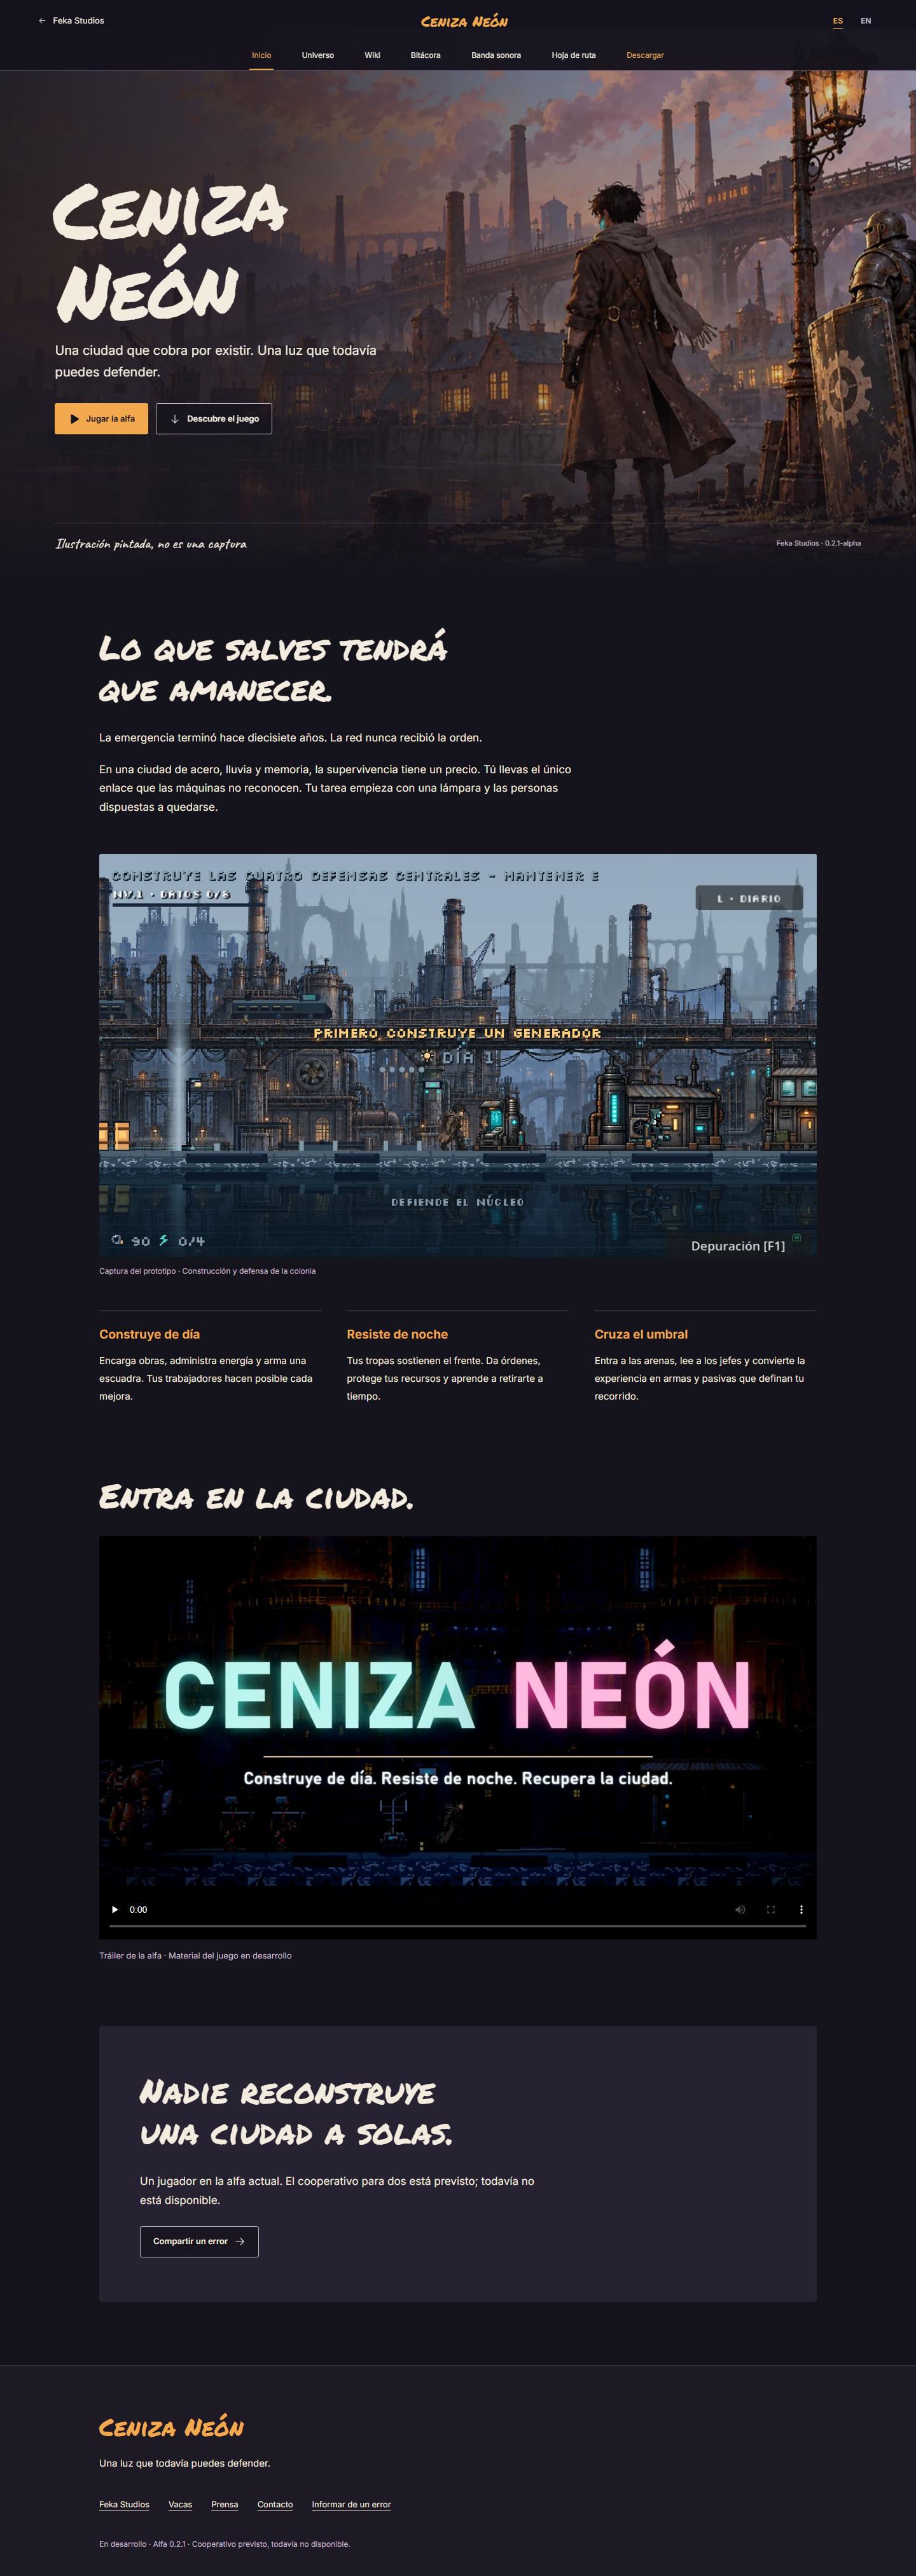 ← Feka Studios
Ceniza Neón
ES EN
Inicio Universo Wiki Bitácora Banda sonora Hoja de ruta Descargar
Ceniza
Neón
Una ciudad que cobra por existir. Una luz que todavía
puedes defender.
Jugar la alfa
Descubre el juego
Ilustración pintada, no es una captura
Feka Studios · 0.2.1-alpha
Lo que salves tendrá
que amanecer.
La emergencia terminó hace diecisiete años. La red nunca recibió la orden.
En una ciudad de acero, lluvia y memoria, la supervivencia tiene un precio. Tú llevas el único
enlace que las máquinas no reconocen. Tu tarea empieza con una lámpara y las personas
dispuestas a quedarse.
CONSTRUYE LAS CUATRO DEFENSAS CENTRALES - MANTENER E
NV.1 · DATOS 0/8
L · DIARIO
PRIMERO CONSTRUYE UN GENERADOR
DÍA 1
DEFIENDE EL NÚCLEO
90 0/4
Depuración [F1]
Captura del prototipo · Construcción y defensa de la colonia
Construye de día
Encarga obras, administra energía y arma una
escuadra. Tus trabajadores hacen posible cada
mejora.
Resiste de noche
Tus tropas sostienen el frente. Da órdenes,
protege tus recursos y aprende a retirarte a
tiempo.
Cruza el umbral
Entra a las arenas, lee a los jefes y convierte la
experiencia en armas y pasivas que definan tu
recorrido.
Entra en la ciudad.
CENIZA NEÓN
Construye de día. Resiste de noche. Recupera la ciudad.
0:00
Tráiler de la alfa · Material del juego en desarrollo
Nadie reconstruye
una ciudad a solas.
Un jugador en la alfa actual. El cooperativo para dos está previsto; todavía no
está disponible.
Compartir un error →
Ceniza Neón
Una luz que todavía puedes defender.
Feka Studios Vacas Prensa Contacto Informar de un error
En desarrollo · Alfa 0.2.1 · Cooperativo previsto, todavía no disponible.